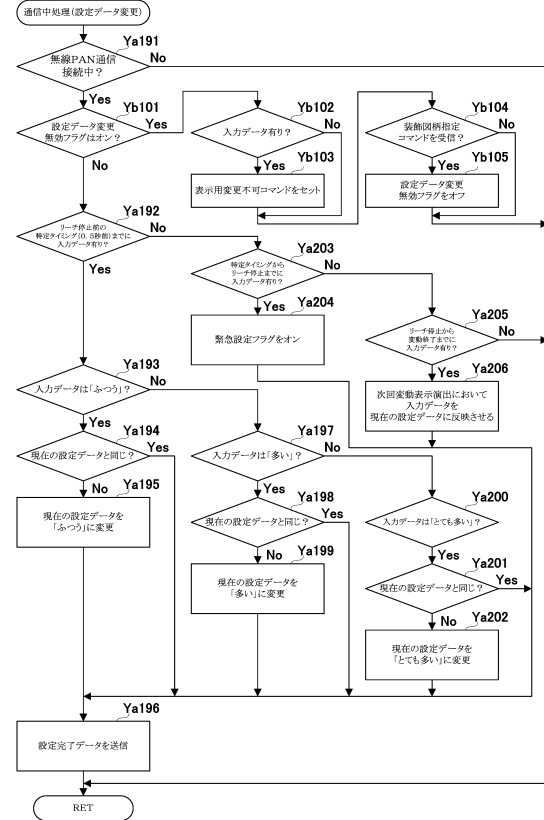 通信中処理(設定データ変更)
Ya191
無線PAN通信
接続中？
No
Yes
Yb101
設定データ変更
無効フラグはオン？
Yes
No
Yb102
入力データ有り？
No
Yes
Yb103
表示用変更不可コマンドをセット
Yb104
装飾図柄指定
コマンドを受信？
No
Yes
Yb105
設定データ変更
無効フラグをオフ
Ya192
リーチ停止前の
特定タイミング(0.5秒前)までに
入力データ有り？
No
Yes
Ya203
特定タイミングから
リーチ停止までに
入力データ有り？
No
Yes
Ya204
緊急設定フラグをオン
Ya205
リーチ停止から
変動終了までに
入力データ有り？
No
Yes
Ya206
次回変動表示演出において
入力データを
現在の設定データに反映させる
Ya193
入力データは「ふつう」？
No
Yes
Ya194
現在の設定データと同じ？
Yes
No
Ya195
現在の設定データを
「ふつう」に変更
Ya197
入力データは「多い」？
No
Yes
Ya198
現在の設定データと同じ？
Yes
No
Ya199
現在の設定データを
「多い」に変更
Ya200
入力データは「とても多い」？
Yes
Ya201
現在の設定データと同じ？
Yes
No
Ya202
現在の設定データを
「とても多い」に変更
Ya196
設定完了データを送信
RET